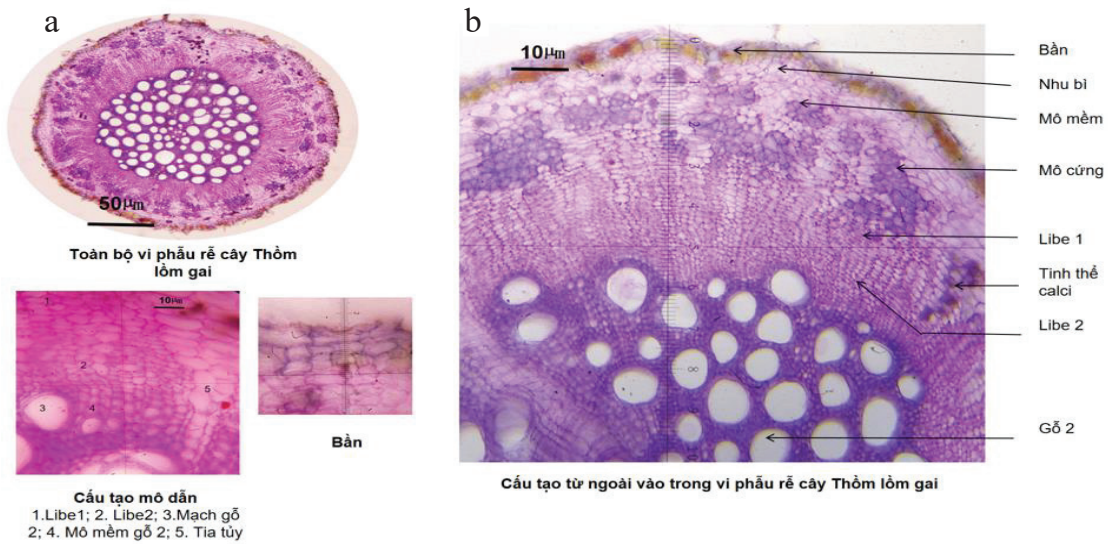 a
50µm
Toàn bộ vi phẫu rễ cây Thồm
lồm gai
1
10µm
2
5
3
4
Cấu tạo mô dẫn
1.Libe1; 2. Libe2; 3.Mạch gỗ
2; 4. Mô mềm gỗ 2; 5. Tia tủy
Bần
b
10µm
Bần
Nhu bì
Mô mềm
Mô cứng
Libe 1
Tinh thể
calci
Libe 2
Gỗ 2
Cấu tạo từ ngoài vào trong vi phẫu rễ cây Thồm lồm gai